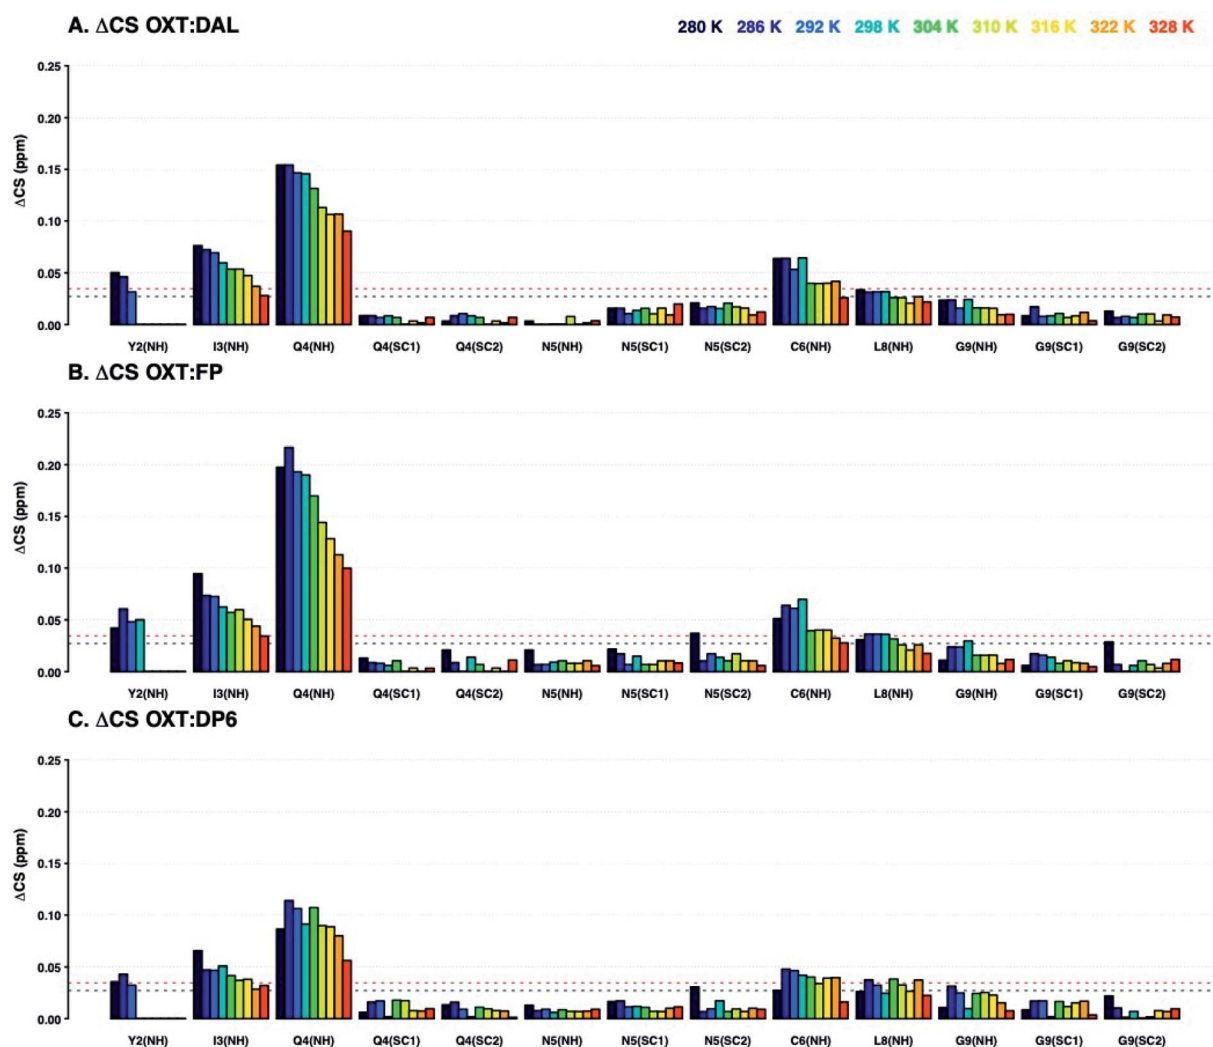 A. ΔCS OXT:DAL
280 K 286 K 292 K 298 K 304 K 310 K 316 K 322 K 328 K
ΔCS (ppm)
0.25
0.20
0.15
0.10
0.05
0.00
Y2(NH) I3(NH) Q4(NH) Q4(SC1) Q4(SC2) N5(NH) N5(SC1) N5(SC2) C6(NH) L8(NH) G9(NH) G9(SC1) G9(SC2)
B. ΔCS OXT:FP
ΔCS (ppm)
0.25
0.20
0.15
0.10
0.05
0.00
Y2(NH) I3(NH) Q4(NH) Q4(SC1) Q4(SC2) N5(NH) N5(SC1) N5(SC2) C6(NH) L8(NH) G9(NH) G9(SC1) G9(SC2)
C. ΔCS OXT:DP6
ΔCS (ppm)
0.25
0.20
0.15
0.10
0.05
0.00
Y2(NH) I3(NH) Q4(NH) Q4(SC1) Q4(SC2) N5(NH) N5(SC1) N5(SC2) C6(NH) L8(NH) G9(NH) G9(SC1) G9(SC2)